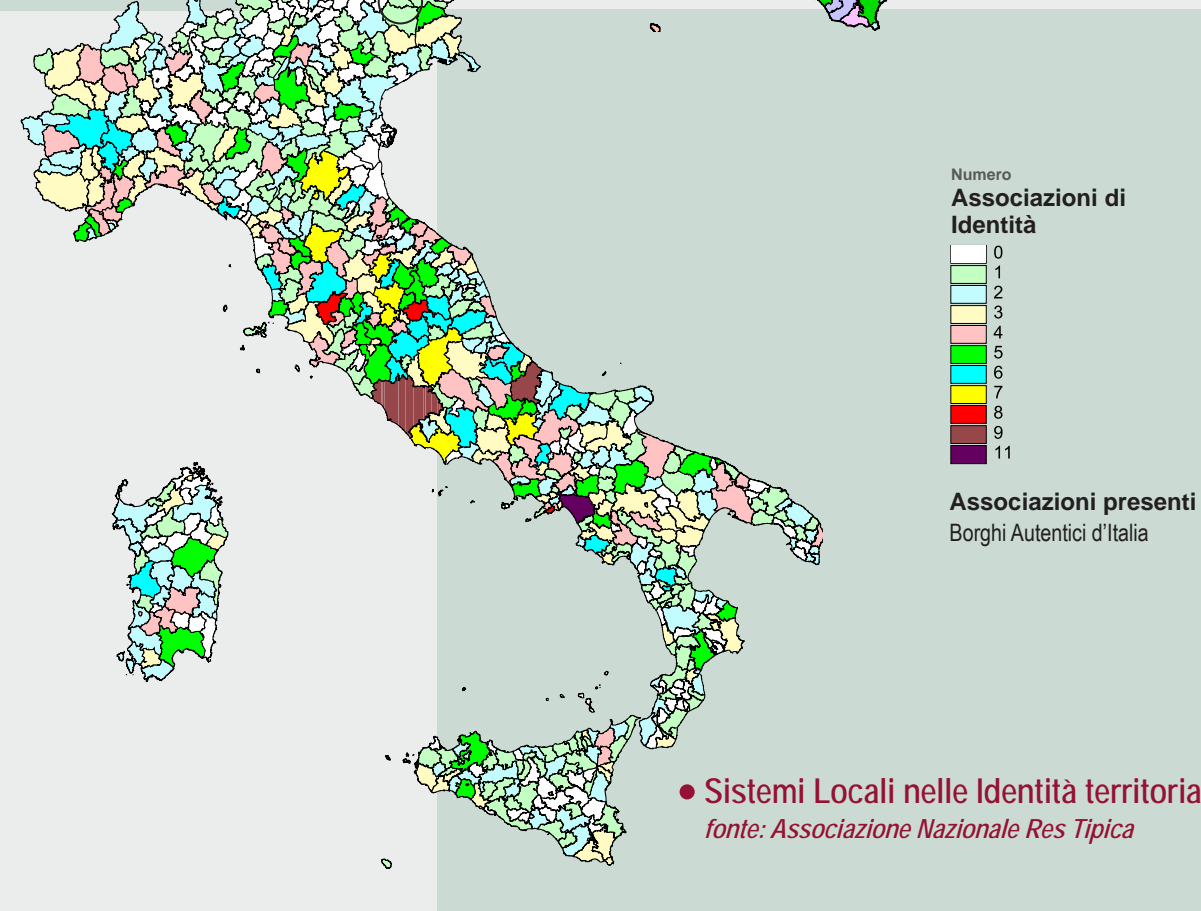 Numero
Associazioni di
Identità
0
1
2
3
4
5
6
7
8
9
11
Associazioni presenti
Borghi Autentici d'Italia
• Sistemi Locali nelle Identità territoria
fonte: Associazione Nazionale Res Tipica